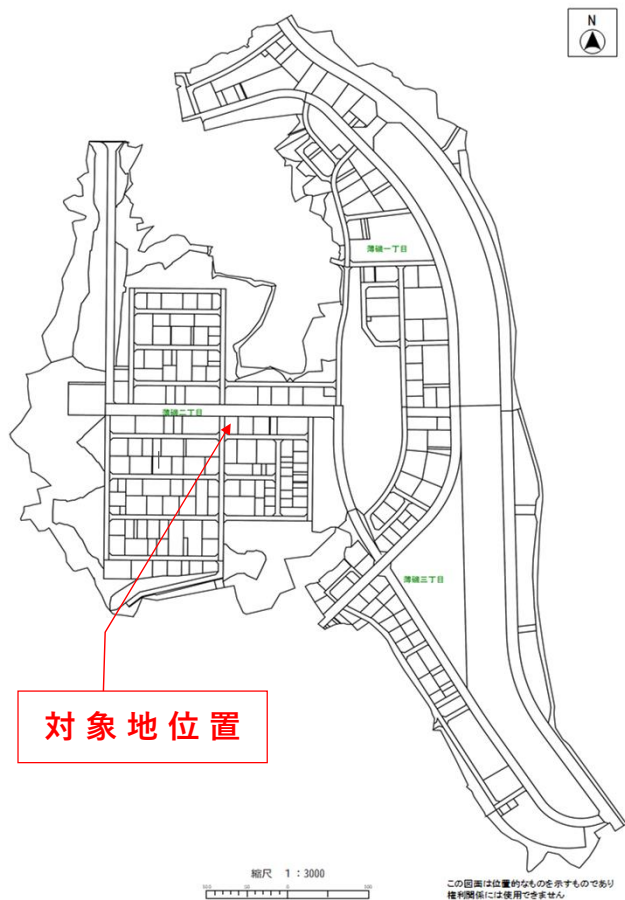 N
薄磯一丁目
薄磯二丁目
薄磯三丁目
対象地位置
縮尺 1：3000
この図面は位置的なものを示すものであり
権利関係には使用できません